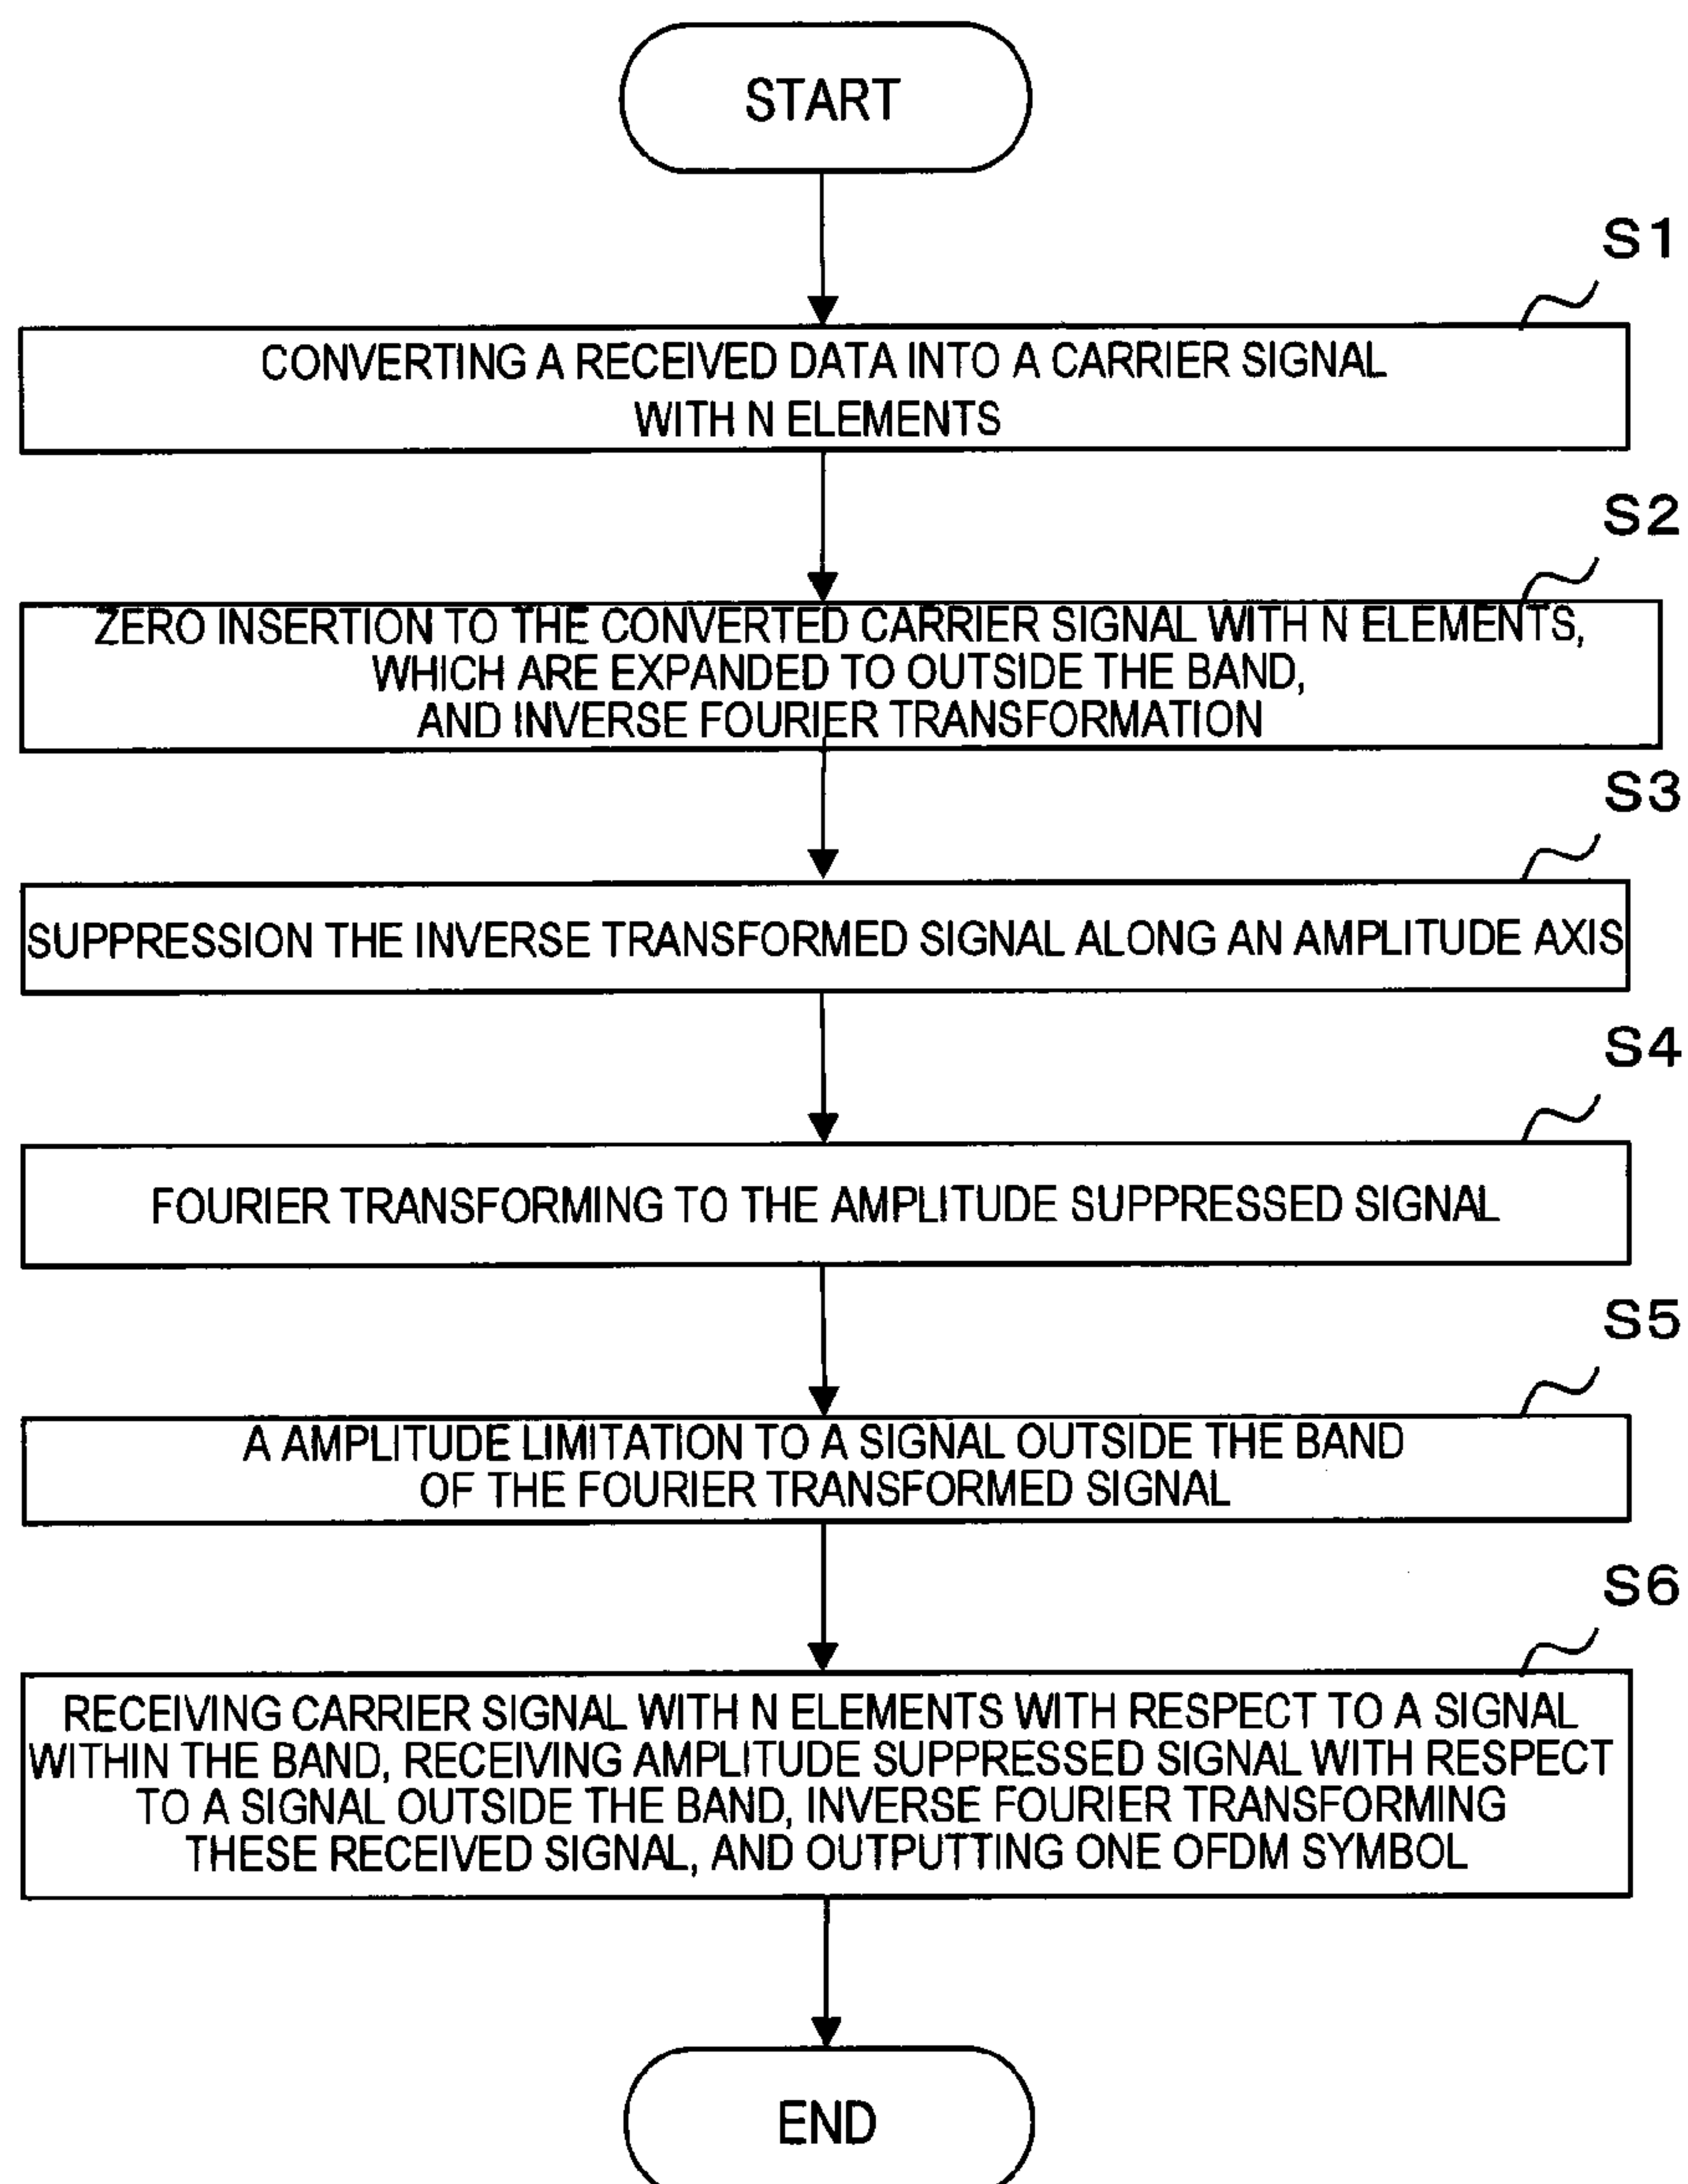 START
S1
CONVERTING A RECEIVED DATA INTO A CARRIER SIGNAL
WITH N ELEMENTS
S2
ZERO INSERTION TO THE CONVERTED CARRIER SIGNAL WITH N ELEMENTS,
WHICH ARE EXPANDED TO OUTSIDE THE BAND,
AND INVERSE FOURIER TRANSFORMATION
S3
SUPPRESSION THE INVERSE TRANSFORMED SIGNAL ALONG AN AMPLITUDE AXIS
S4
FOURIER TRANSFORMING TO THE AMPLITUDE SUPPRESSED SIGNAL
S5
A AMPLITUDE LIMITATION TO A SIGNAL OUTSIDE THE BAND
OF THE FOURIER TRANSFORMED SIGNAL
S6
RECEIVING CARRIER SIGNAL WITH N ELEMENTS WITH RESPECT TO A SIGNAL
WITHIN THE BAND, RECEIVING AMPLITUDE SUPPRESSED SIGNAL WITH RESPECT
TO A SIGNAL OUTSIDE THE BAND, INVERSE FOURIER TRANSFORMING
THESE RECEIVED SIGNAL, AND OUTPUTTING ONE OFDM SYMBOL
END